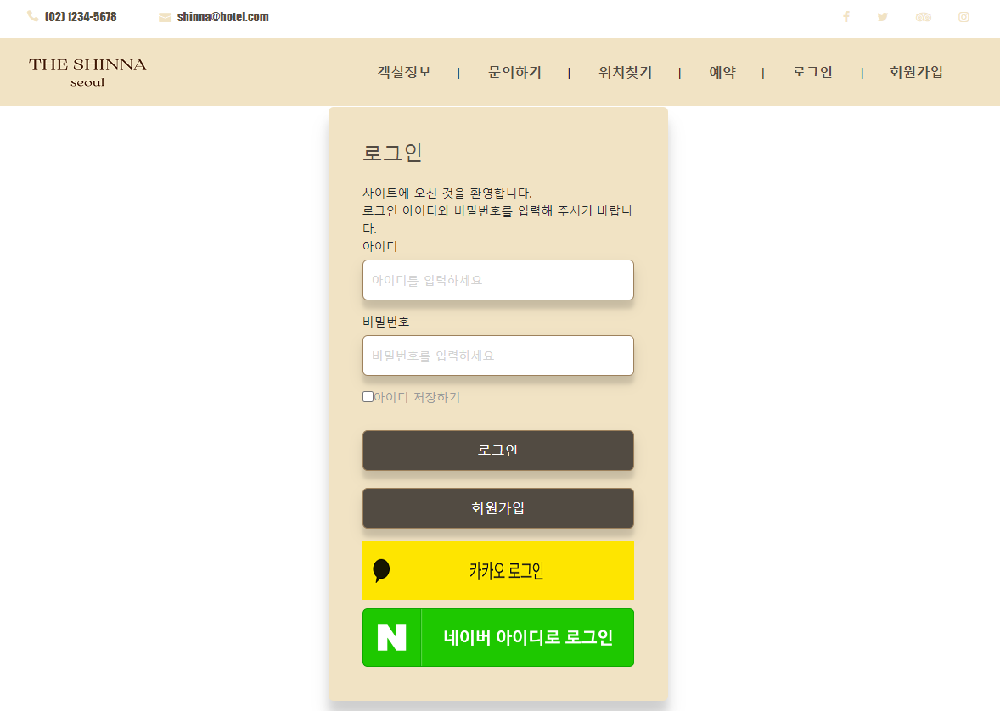 (02) 1234-5678 shinna@hotel.com
THE SHINNA
seoul
객실정보 | 문의하기 | 위치찾기 | 예약 | 로그인 | 회원가입
로그인
사이트에 오신 것을 환영합니다.
로그인 아이디와 비밀번호를 입력해 주시기 바랍니
다.
아이디
아이디를 입력하세요
비밀번호
비밀번호를 입력하세요
아이디 저장하기
로그인
회원가입
카카오 로그인
N 네이버 아이디로 로그인